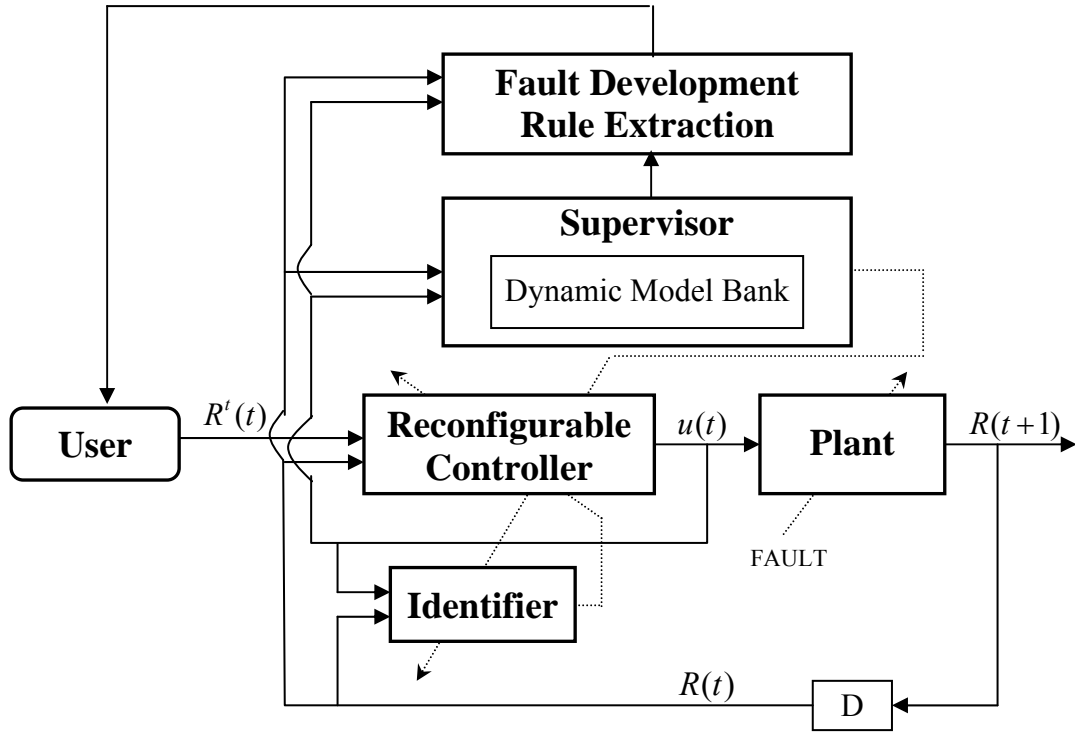 Fault Development
Rule Extraction
Supervisor
Dynamic Model Bank
User
R^t(t)
Reconfigurable
Controller
u(t)
Plant
R(t+1)
FAULT
Identifier
R(t)
D